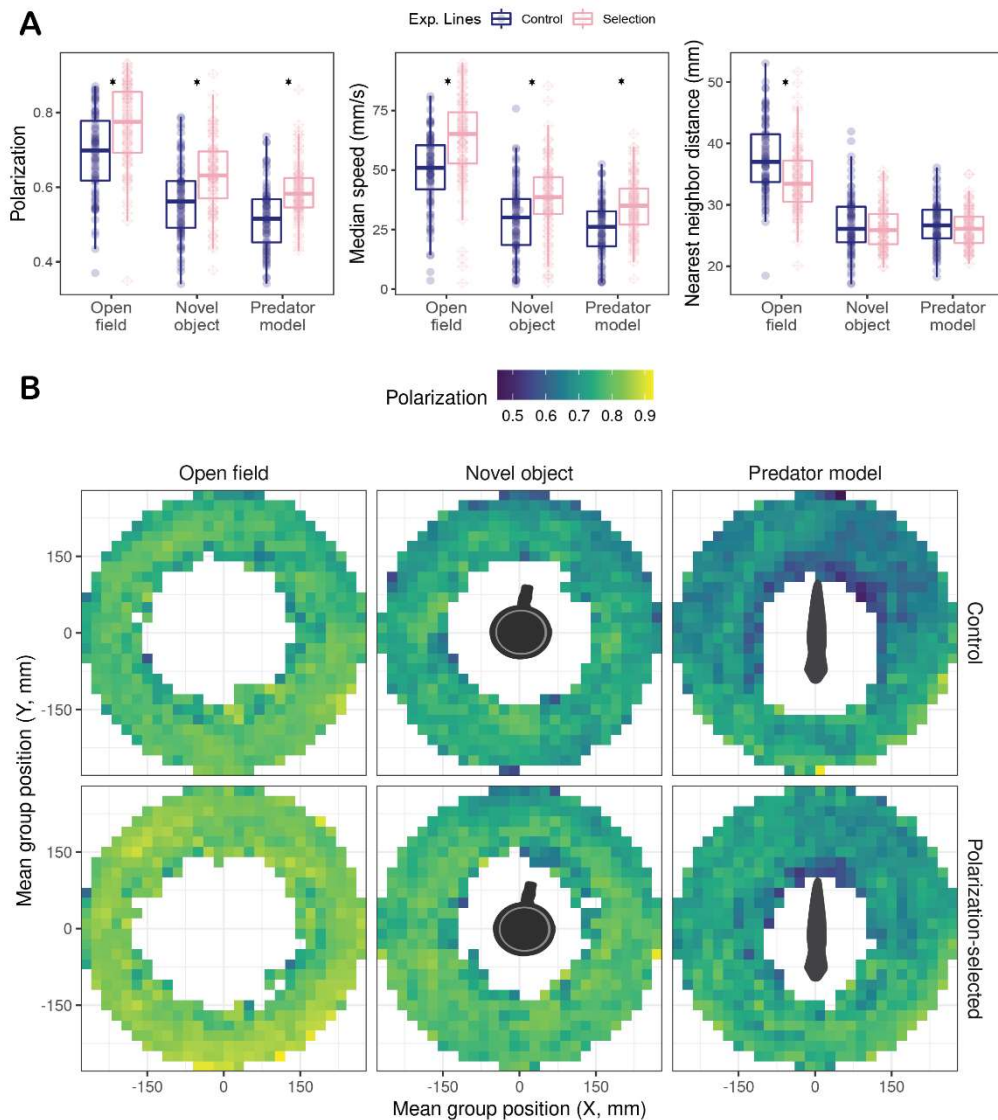 A
Exp. Lines Control Selection
Polarization
0.8
0.6
0.4
Open
field
Novel
object
Predator
model
Median speed (mm/s)
75
50
25
0
Open
field
Novel
object
Predator
model
Nearest neighbor distance (mm)
50
40
30
20
Open
field
Novel
object
Predator
model
B
Polarization
0.5 0.6 0.7 0.8 0.9
Open field
Novel object
Predator model
Mean group position (Y, mm)
150
0
-150
Control
150
0
-150
Polarization-selected
-150 0 150
-150 0 150
-150 0 150
Mean group position (X, mm)